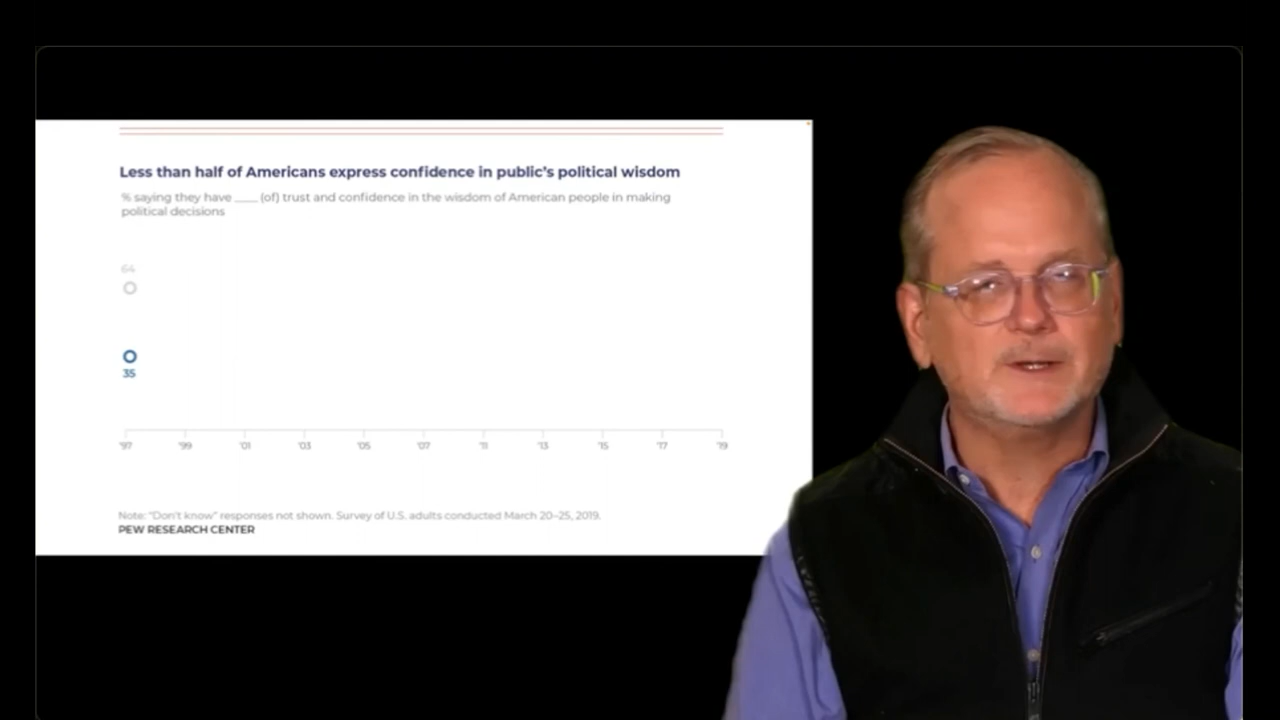 Less than half of Americans express confidence in public's political wisdom
% saying they have ____ (of) trust and confidence in the wisdom of American people in making
political decisions
64
35
'97 '99 '01 '03 '05 '07 '11 '13 '15 '17 '19
Note: "Don't know" responses not shown. Survey of U.S. adults conducted March 20–25, 2019.
PEW RESEARCH CENTER